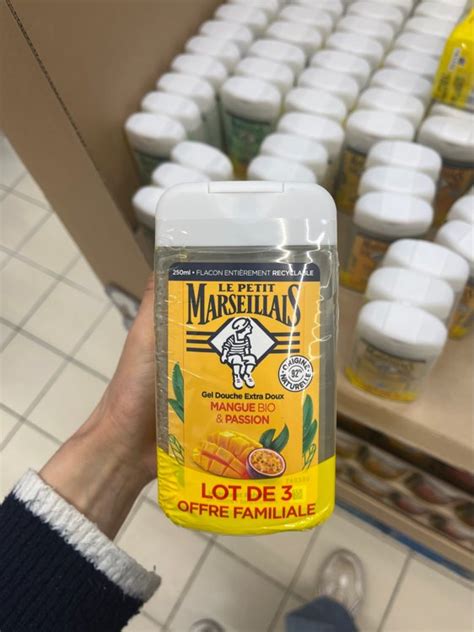 250ml • FLACON ENTIÈREMENT RECYCLABLE
LE PETIT
MARSEILLAIS
ORIGINE
92%
NATURELLE
Gel Douche Extra Doux
MANGUE BIO
& PASSION
LOT DE 3
OFFRE FAMILIALE